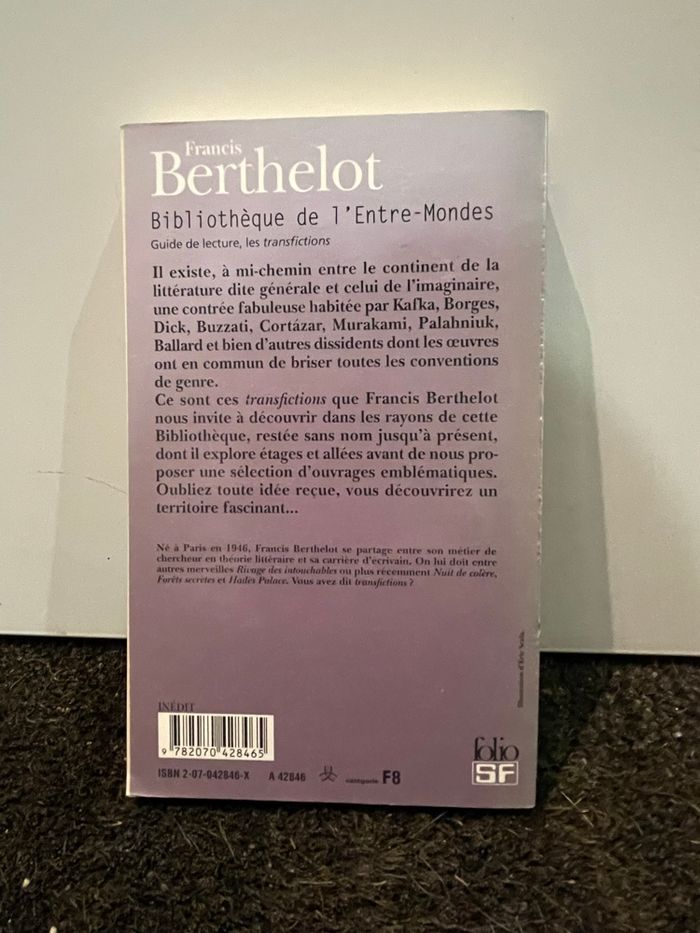 Francis
Berthelot
Bibliothèque de l'Entre-Mondes
Guide de lecture, les transfictions
Il existe, à mi-chemin entre le continent de la
littérature dite générale et celui de l'imaginaire,
une contrée fabuleuse habitée par Kafka, Borges,
Dick, Buzzati, Cortázar, Murakami, Palahniuk,
Ballard et bien d'autres dissidents dont les œuvres
ont en commun de briser toutes les conventions
de genre.
Ce sont ces transfictions que Francis Berthelot
nous invite à découvrir dans les rayons de cette
Bibliothèque, restée sans nom jusqu'à présent,
dont il explore étages et allées avant de nous pro-
poser une sélection d'ouvrages emblématiques.
Oubliez toute idée reçue, vous découvrirez un
territoire fascinant...
Né à Paris en 1946, Francis Berthelot se partage entre son métier de
chercheur en théorie littéraire et sa carrière d'écrivain. On lui doit entre
autres merveilles Rivage des intouchables ou plus récemment Nuit de colère,
Forêts secrètes et Hadès Palace. Vous avez dit transfictions ?
Illustration d'Eric Scala.
INÉDIT
9 782070 428465
ISBN 2-07-042846-X A 42846 catégorie F8
folio
SF